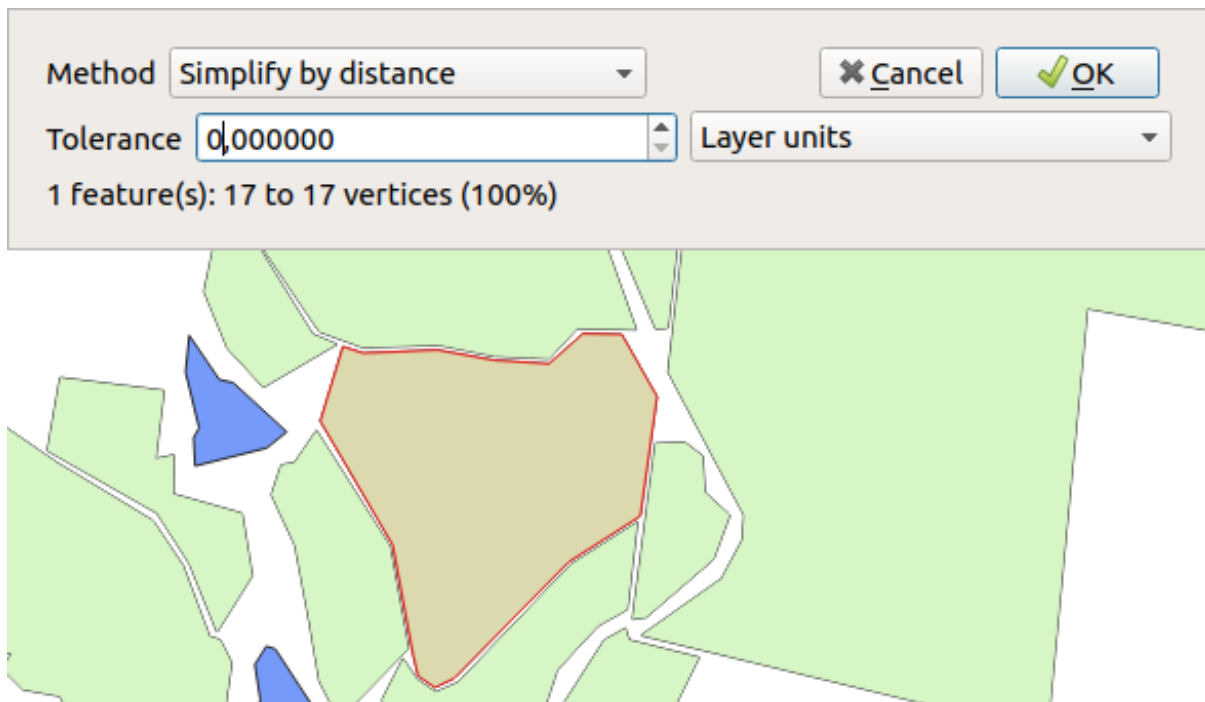 Method Simplify by distance Cancel OK
Tolerance 0,000000 Layer units
1 feature(s): 17 to 17 vertices (100%)